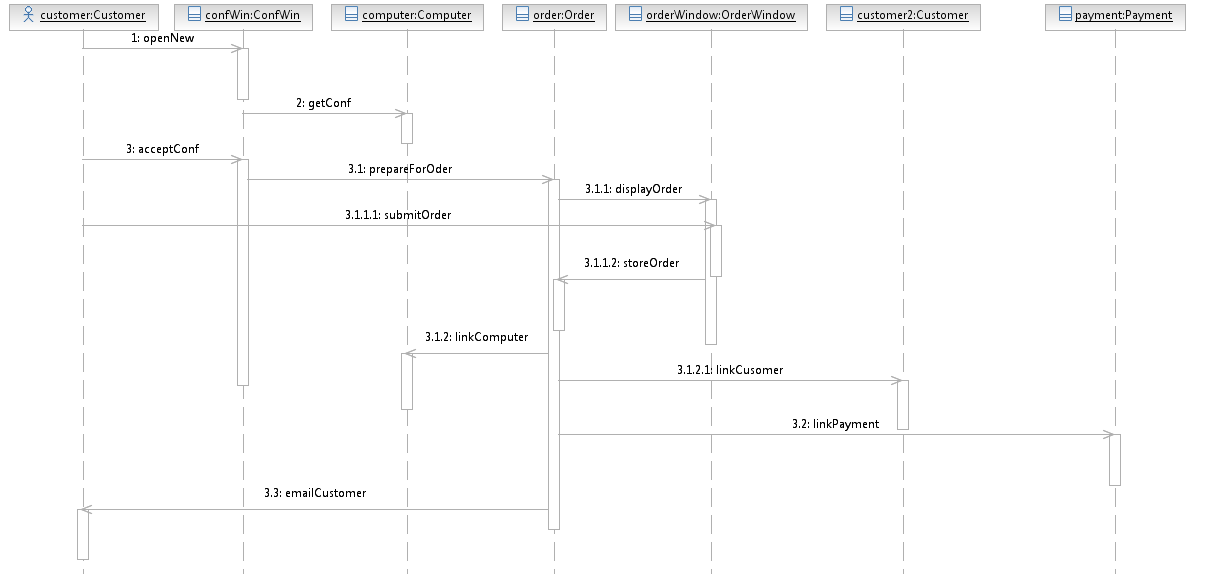 customer:Customer
confWin:ConfWin
computer:Computer
order:Order
orderWindow:OrderWindow
customer2:Customer
payment:Payment
1: openNew
2: getConf
3: acceptConf
3.1: prepareForOder
3.1.1: displayOrder
3.1.1.1: submitOrder
3.1.1.2: storeOrder
3.1.2: linkComputer
3.1.2.1: linkCusomer
3.2: linkPayment
3.3: emailCustomer